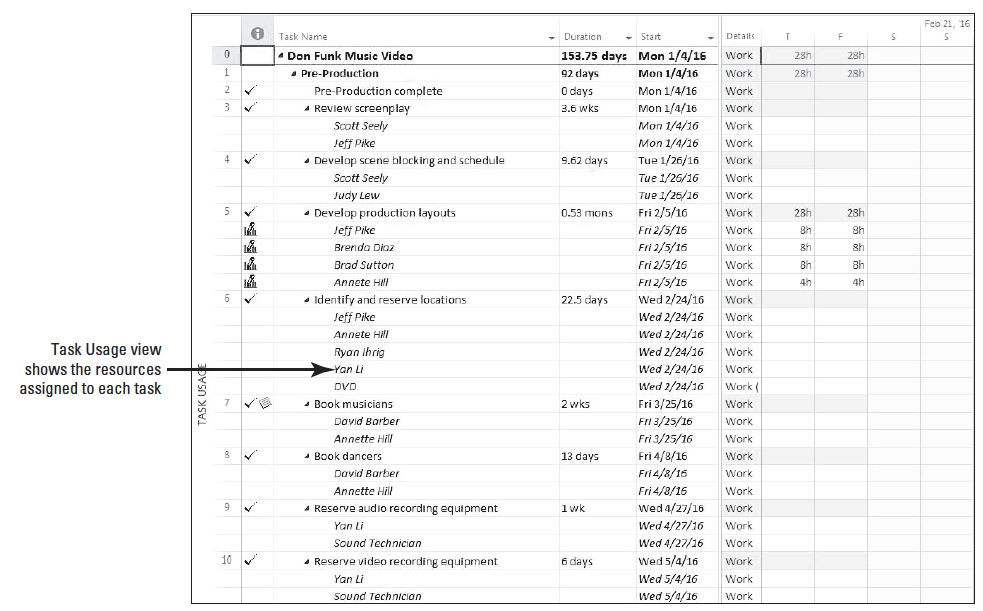 Feb 21, '16
Task Name Duration Start Details T F S S
0 Don Funk Music Video 153.75 days Mon 1/4/16 Work 28h 28h
1 Pre-Production 92 days Mon 1/4/16 Work 28h 28h
2 Pre-Production complete 0 days Mon 1/4/16 Work
3 Review screenplay 3.6 wks Mon 1/4/16 Work
Scott Seely Mon 1/4/16 Work
Jeff Pike Mon 1/4/16 Work
4 Develop scene blocking and schedule 9.62 days Tue 1/26/16 Work
Scott Seely Tue 1/26/16 Work
Judy Lew Tue 1/26/16 Work
5 Develop production layouts 0.53 mons Fri 2/5/16 Work 28h 28h
Jeff Pike Fri 2/5/16 Work 8h 8h
Brenda Diaz Fri 2/5/16 Work 8h 8h
Brad Sutton Fri 2/5/16 Work 8h 8h
Annete Hill Fri 2/5/16 Work 4h 4h
6 Identify and reserve locations 22.5 days Wed 2/24/16 Work
Jeff Pike Wed 2/24/16 Work
Annete Hill Wed 2/24/16 Work
Ryan Ihrig Wed 2/24/16 Work
Yan Li Wed 2/24/16 Work
DVD Wed 2/24/16 Work (
7 Book musicians 2 wks Fri 3/25/16 Work
David Barber Fri 3/25/16 Work
Annette Hill Fri 3/25/16 Work
8 Book dancers 13 days Fri 4/8/16 Work
David Barber Fri 4/8/16 Work
Annette Hill Fri 4/8/16 Work
9 Reserve audio recording equipment 1 wk Wed 4/27/16 Work
Yan Li Wed 4/27/16 Work
Sound Technician Wed 4/27/16 Work
10 Reserve video recording equipment 6 days Wed 5/4/16 Work
Yan Li Wed 5/4/16 Work
Sound Technician Wed 5/4/16 Work
TASK USAGE
Task Usage view
shows the resources
assigned to each task